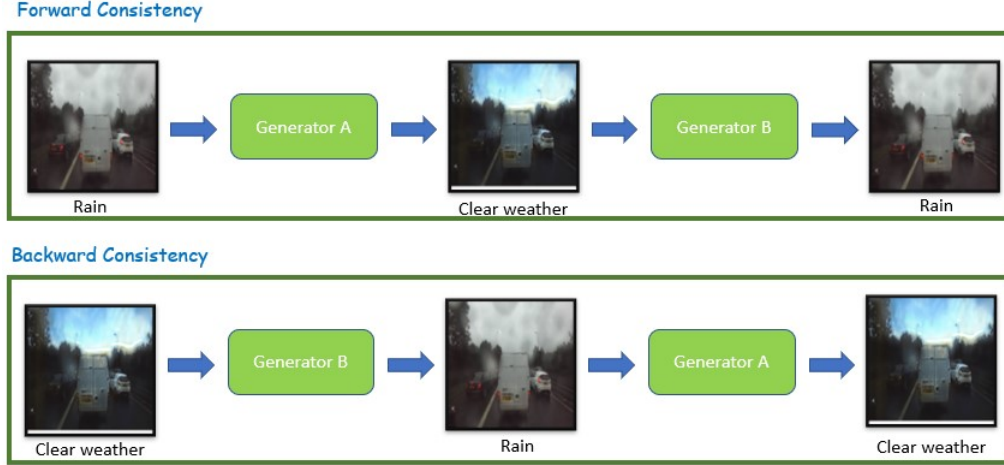 Forward Consistency
Generator A
Generator B
Rain
Clear weather
Rain
Backward Consistency
Generator B
Generator A
Clear weather
Rain
Clear weather